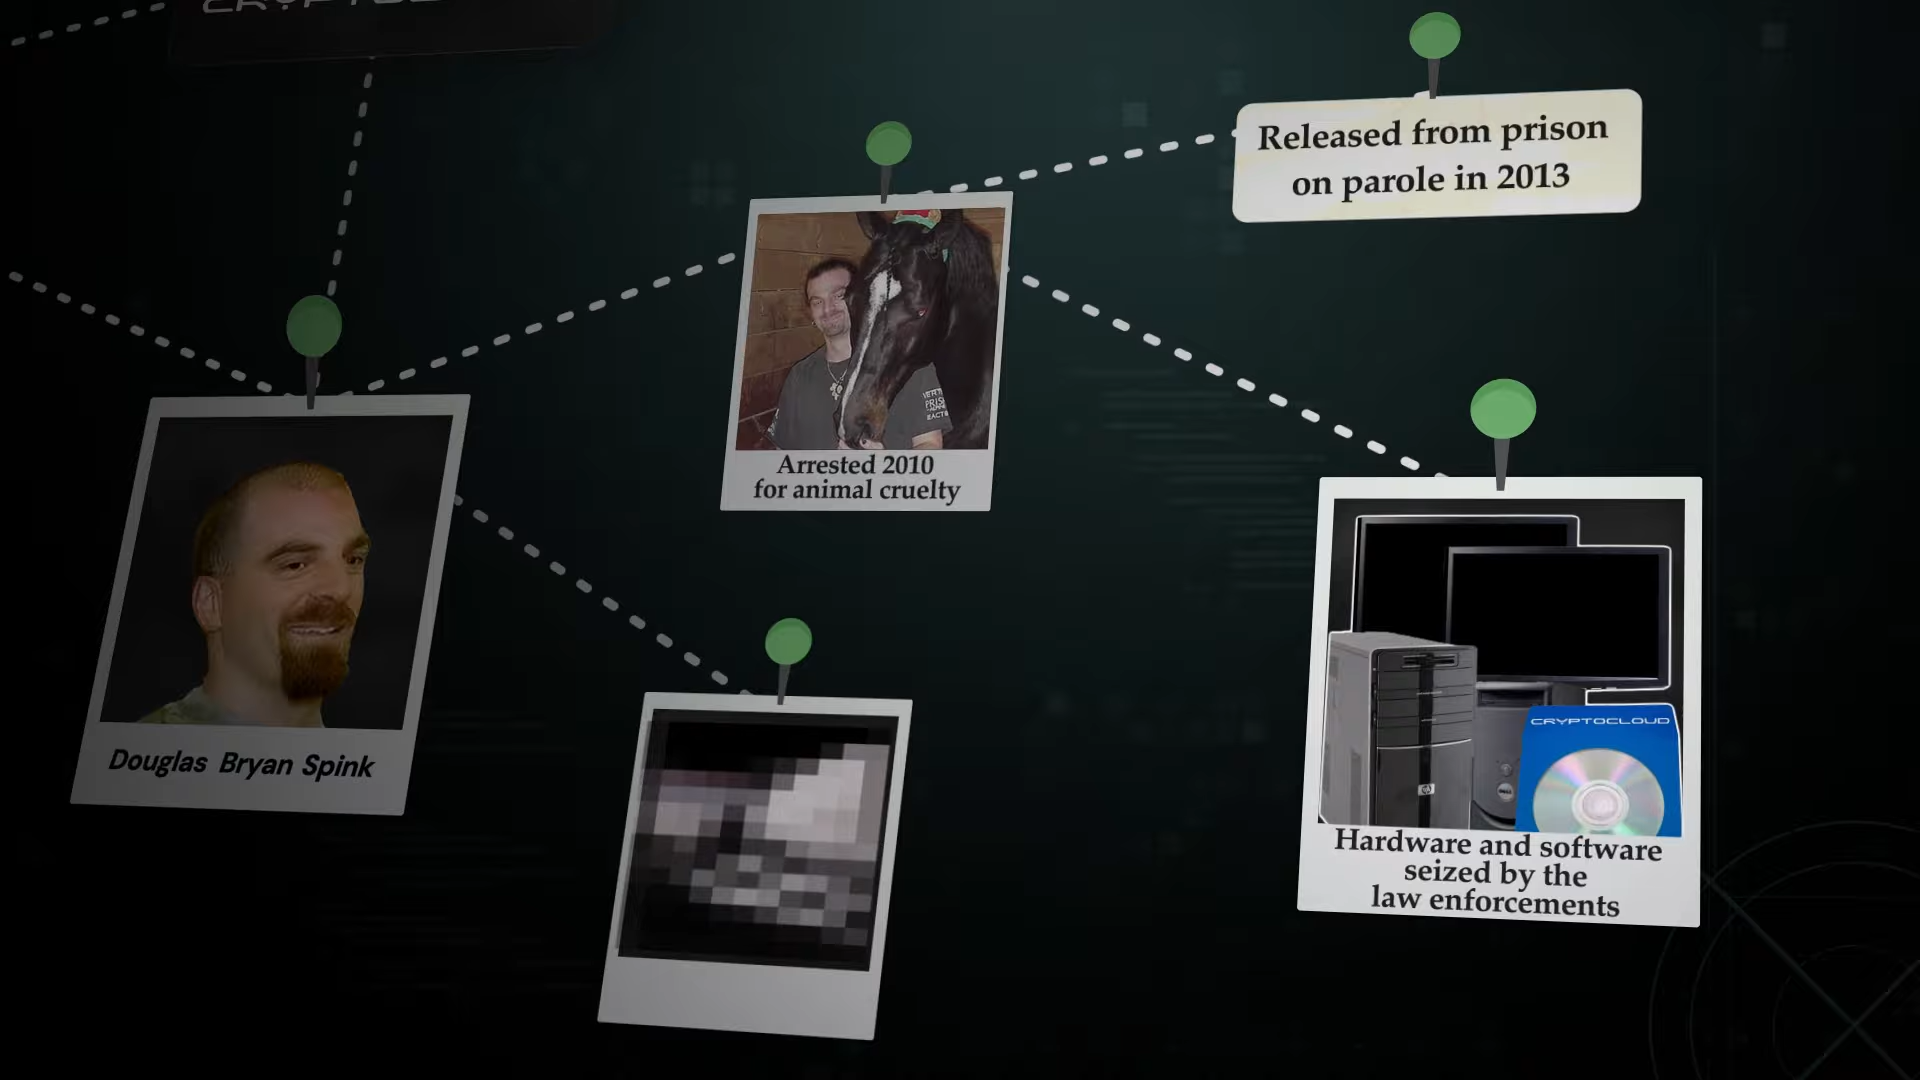 Released from prison
on parole in 2013
Arrested 2010
for animal cruelty
Douglas Bryan Spink
CRYPTOCLOUD
Hardware and software
seized by the
law enforcements